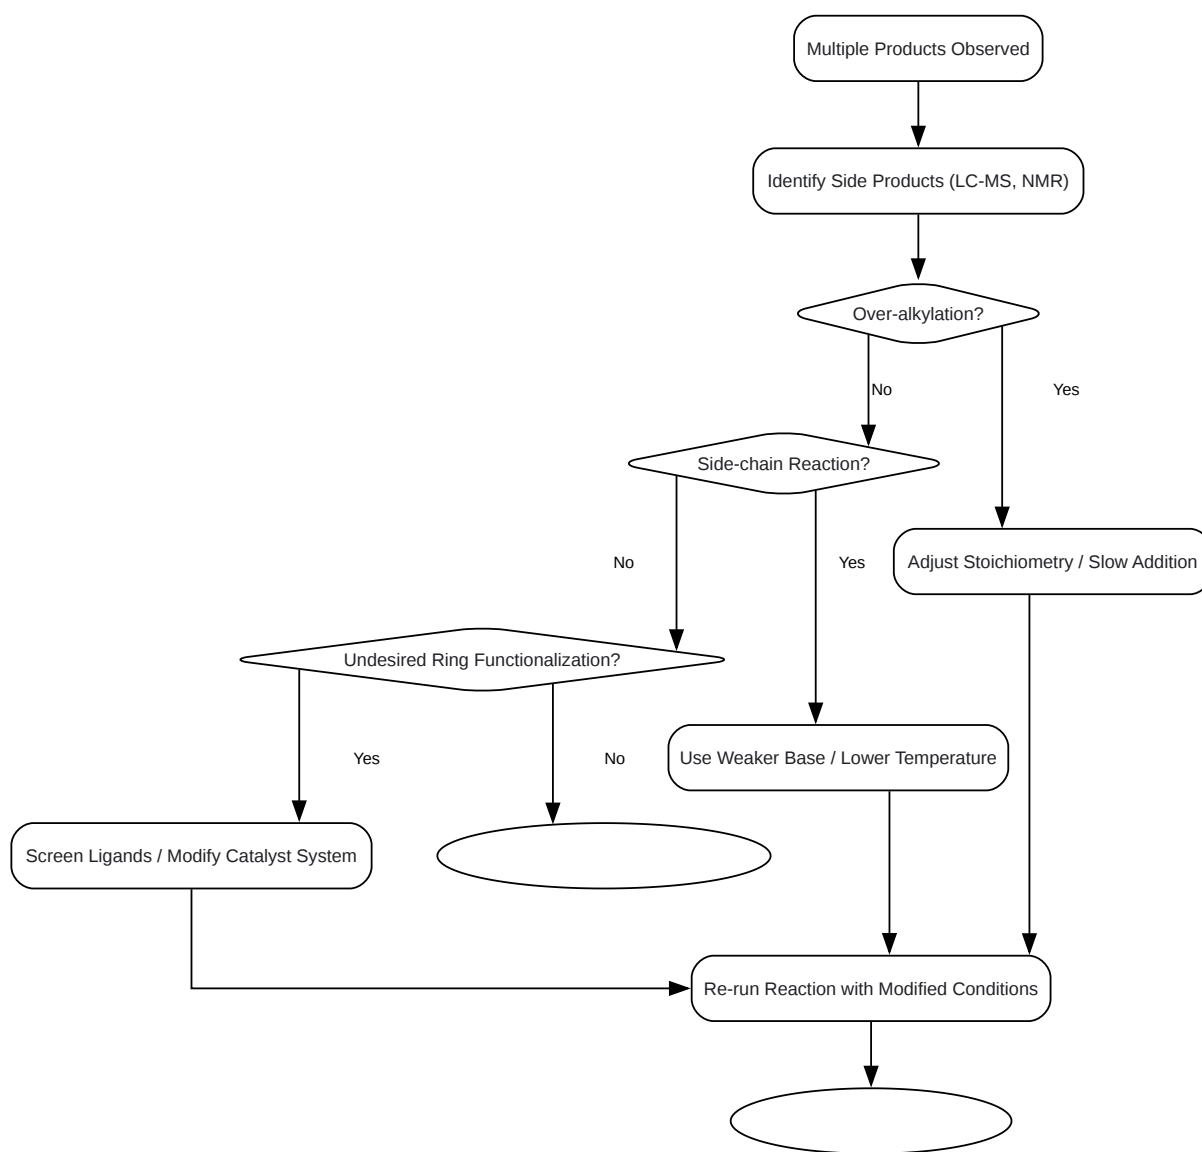 Multiple Products Observed
Identify Side Products (LC-MS, NMR)
Over-alkylation?
No
Yes
Side-chain Reaction?
No
Yes
Adjust Stoichiometry / Slow Addition
Undesired Ring Functionalization?
Yes
No
Use Weaker Base / Lower Temperature
Screen Ligands / Modify Catalyst System
Re-run Reaction with Modified Conditions